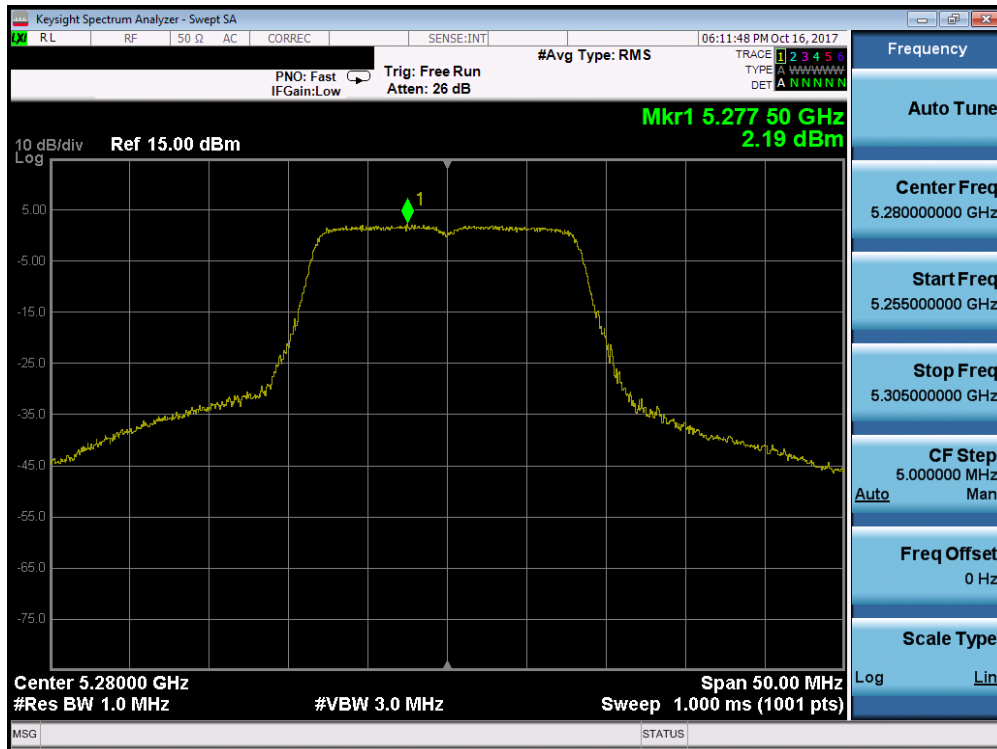 Keysight Spectrum Analyzer - Swept SA
LXI RL RF 50 Ω AC CORREC SENSE:INT 06:11:48 PM Oct 16, 2017
#Avg Type: RMS TRACE 1 2 3 4 5 6
PNO: Fast Trig: Free Run TYPE A WWWWW
IFGain:Low Atten: 26 dB DET A N N N N N
Mkr1 5.277 50 GHz
10 dB/div Ref 15.00 dBm 2.19 dBm
Log
1
5.00
-5.00
-15.0
-25.0
-35.0
-45.0
-55.0
-65.0
-75.0
Center 5.28000 GHz Span 50.00 MHz
#Res BW 1.0 MHz #VBW 3.0 MHz Sweep 1.000 ms (1001 pts)
MSG STATUS
Frequency
Auto Tune
Center Freq
5.280000000 GHz
Start Freq
5.255000000 GHz
Stop Freq
5.305000000 GHz
CF Step
5.000000 MHz
Auto Man
Freq Offset
0 Hz
Scale Type
Log Lin